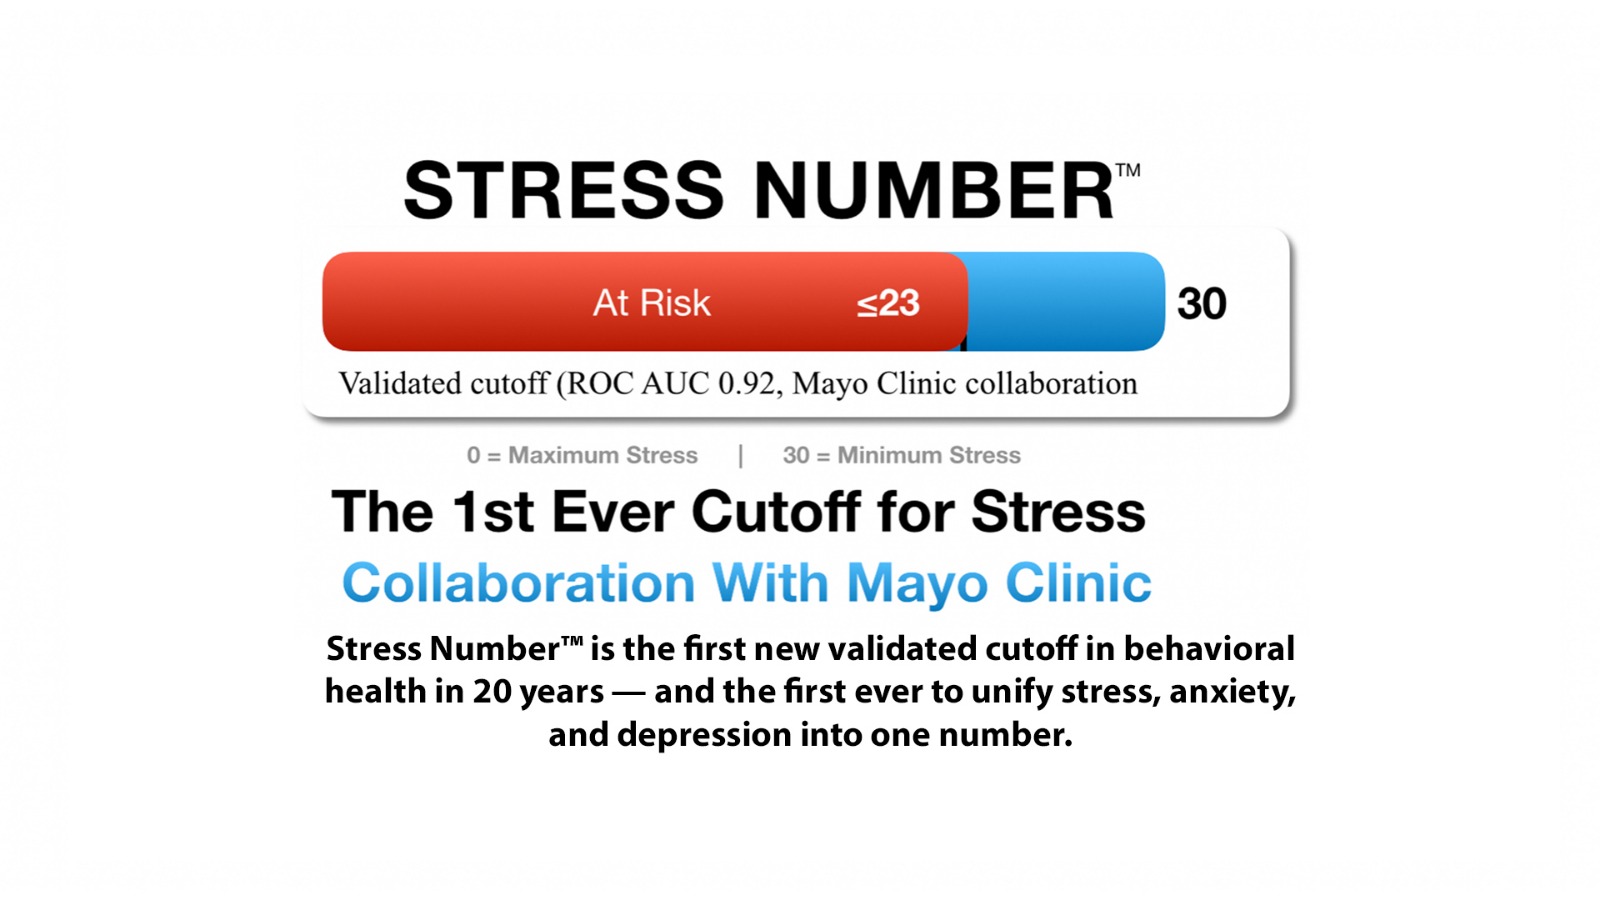 STRESS NUMBER™
At Risk ≤23 30
Validated cutoff (ROC AUC 0.92, Mayo Clinic collaboration
0 = Maximum Stress | 30 = Minimum Stress
The 1st Ever Cutoff for Stress
Collaboration With Mayo Clinic
Stress Number™ is the first new validated cutoff in behavioral
health in 20 years — and the first ever to unify stress, anxiety,
and depression into one number.